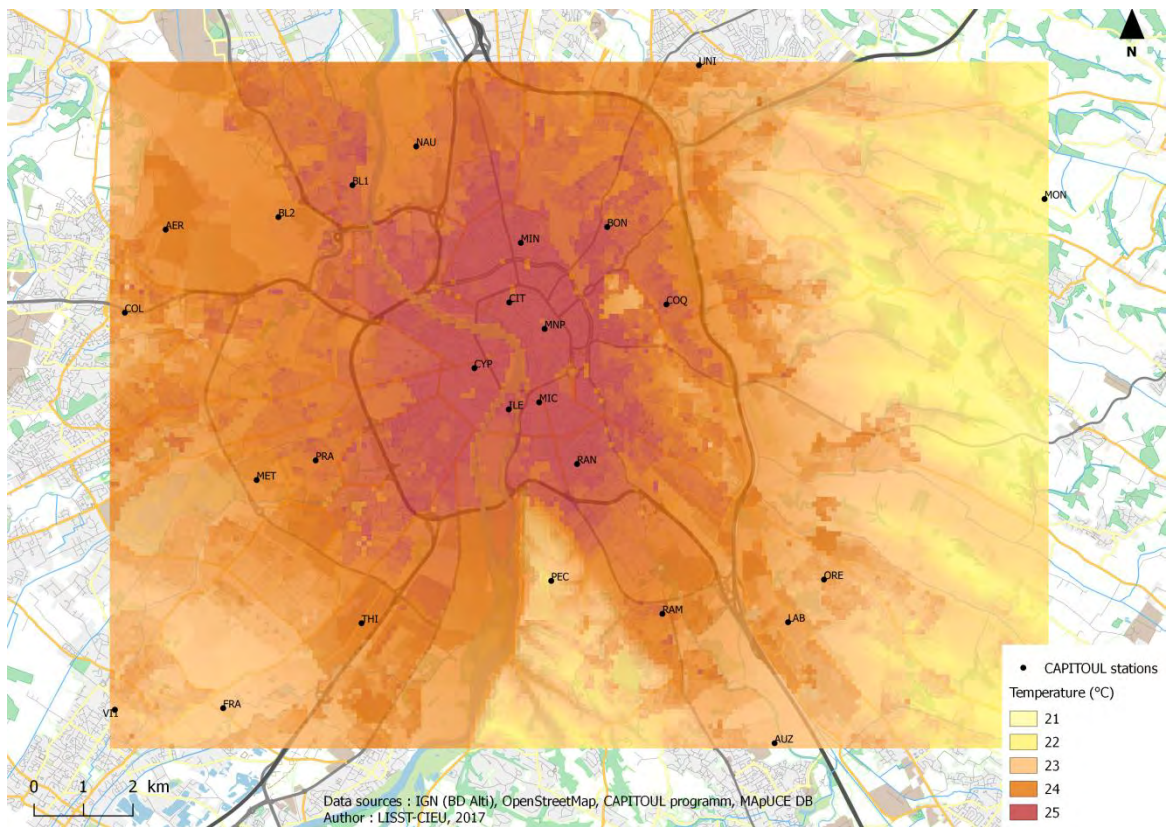 N
UNI
NAU
BL1
MON
BL2
AER
BON
MIN
CIT
COQ
COL
MNP
CYP
MIC
ILE
PRA
RAN
MET
PEC
ORE
RAM
THI
LAB
FRA
VI1
AUZ
CAPITOUL stations
Temperature (°C)
21
22
23
24
25
0 1 2 km
Data sources : IGN (BD Alti), OpenStreetMap, CAPITOUL programm, MApUCE DB
Author : LISST-CIEU, 2017